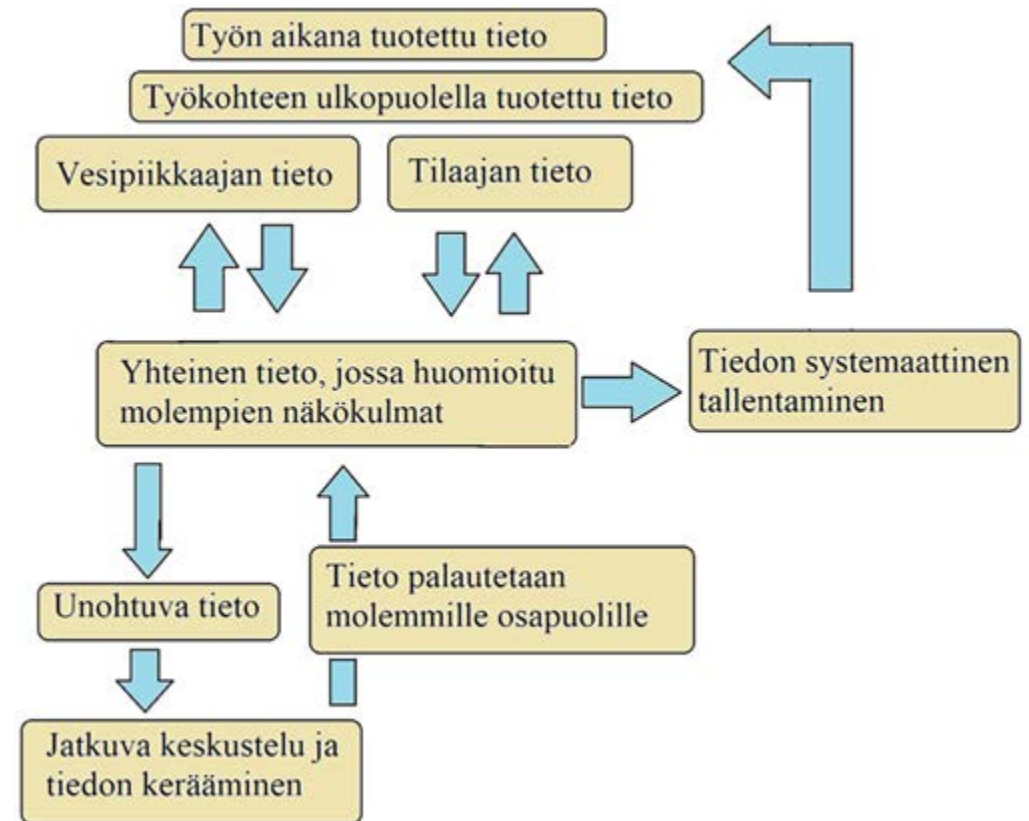 Työn aikana tuotettu tieto
Työkohteen ulkopuolella tuotettu tieto
Vesipiikkaajan tieto
Tilaajan tieto
Yhteinen tieto, jossa huomioitu
molempien näkökulmat
Tiedon systemaattinen
tallentaminen
Unohtuva tieto
Tieto palautetaan
molemmille osapuolille
Jatkuva keskustelu ja
tiedon kerääminen